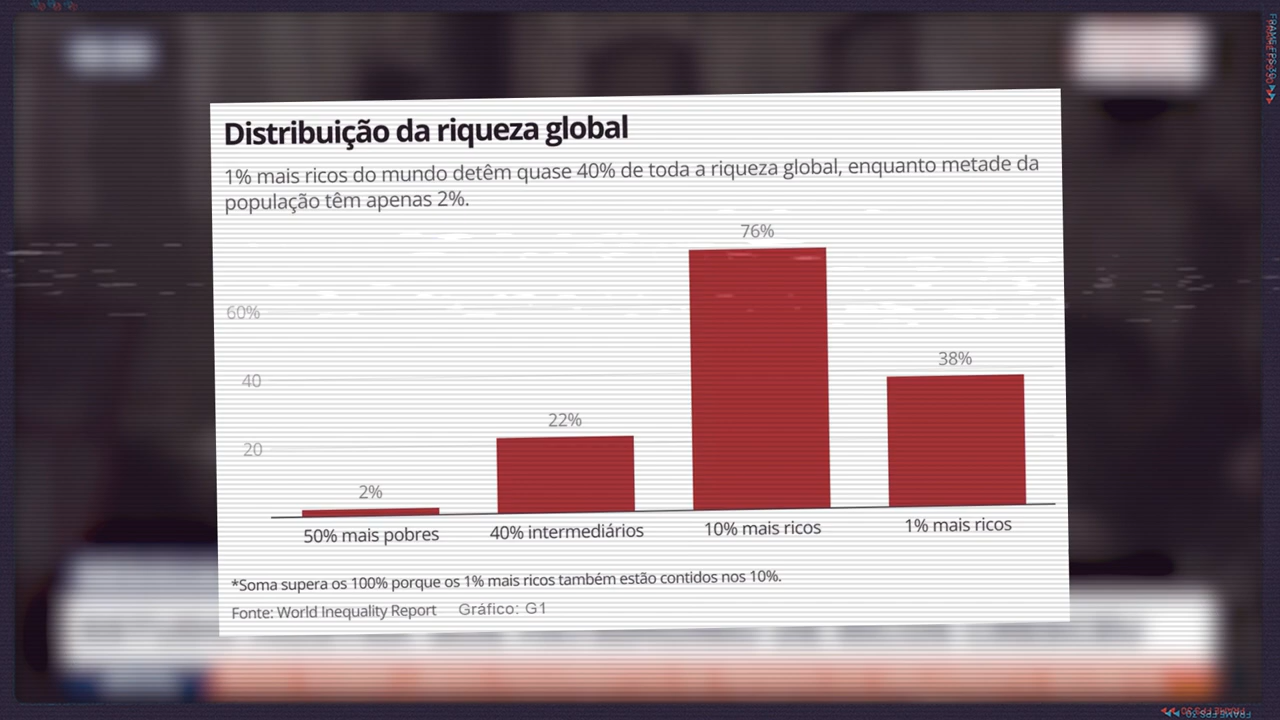 Distribuição da riqueza global
1% mais ricos do mundo detêm quase 40% de toda a riqueza global, enquanto metade da
população têm apenas 2%.
76%
60%
38%
40
22%
20
2%
50% mais pobres
40% intermediários
10% mais ricos
1% mais ricos
*Soma supera os 100% porque os 1% mais ricos também estão contidos nos 10%.
Fonte: World Inequality Report Gráfico: G1